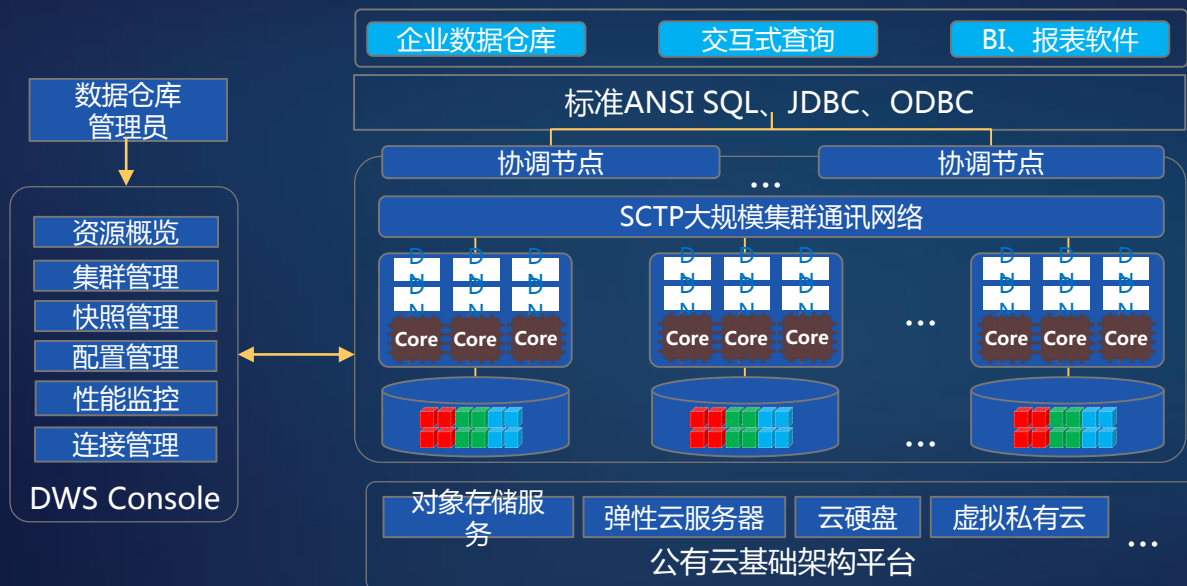 企业数据仓库
交互式查询
BI、报表软件
数据仓库
管理员
标准ANSI SQL、JDBC、ODBC
协调节点
...
协调节点
SCTP大规模集群通讯网络
资源概览
集群管理
快照管理
配置管理
性能监控
连接管理
DWS Console
DN DN DN
DN DN DN
Core Core Core
DN DN DN
DN DN DN
Core Core Core
...
DN DN DN
DN DN DN
Core Core Core
...
对象存储服
务
弹性云服务器
云硬盘
虚拟私有云
...
公有云基础架构平台